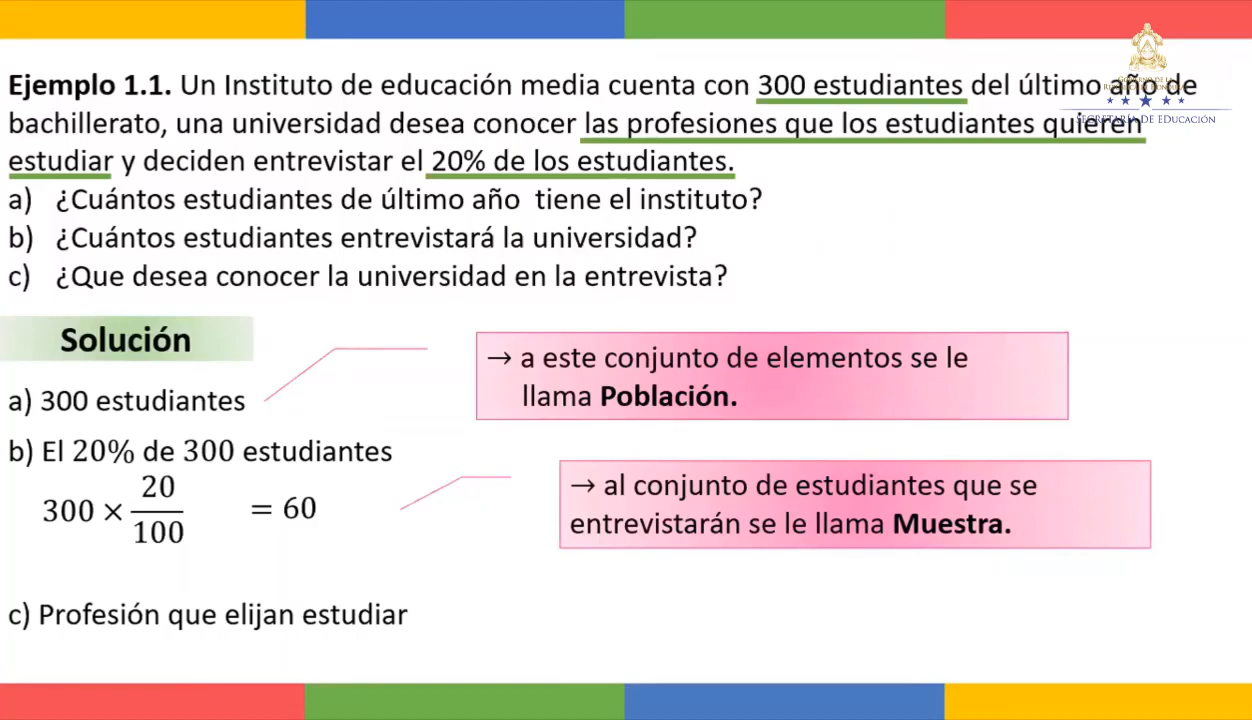 Ejemplo 1.1. Un Instituto de educación media cuenta con 300 estudiantes del último año de
bachillerato, una universidad desea conocer las profesiones que los estudiantes quieren
estudiar y deciden entrevistar el 20% de los estudiantes.
a) ¿Cuántos estudiantes de último año tiene el instituto?
b) ¿Cuántos estudiantes entrevistará la universidad?
c) ¿Que desea conocer la universidad en la entrevista?
Solución
→ a este conjunto de elementos se le
llama Población.
a) 300 estudiantes
b) El 20% de 300 estudiantes
300 × 20/100 = 60
→ al conjunto de estudiantes que se
entrevistarán se le llama Muestra.
c) Profesión que elijan estudiar
GOBIERNO DE LA
SECRETARÍA DE EDUCACIÓN